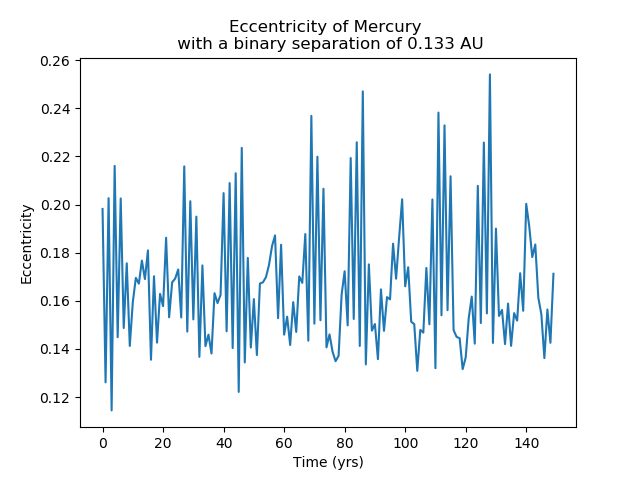 Eccentricity of Mercury
with a binary separation of 0.133 AU
0.26
0.24
0.22
0.20
0.18
0.16
0.14
0.12
Eccentricity
0 20 40 60 80 100 120 140
Time (yrs)